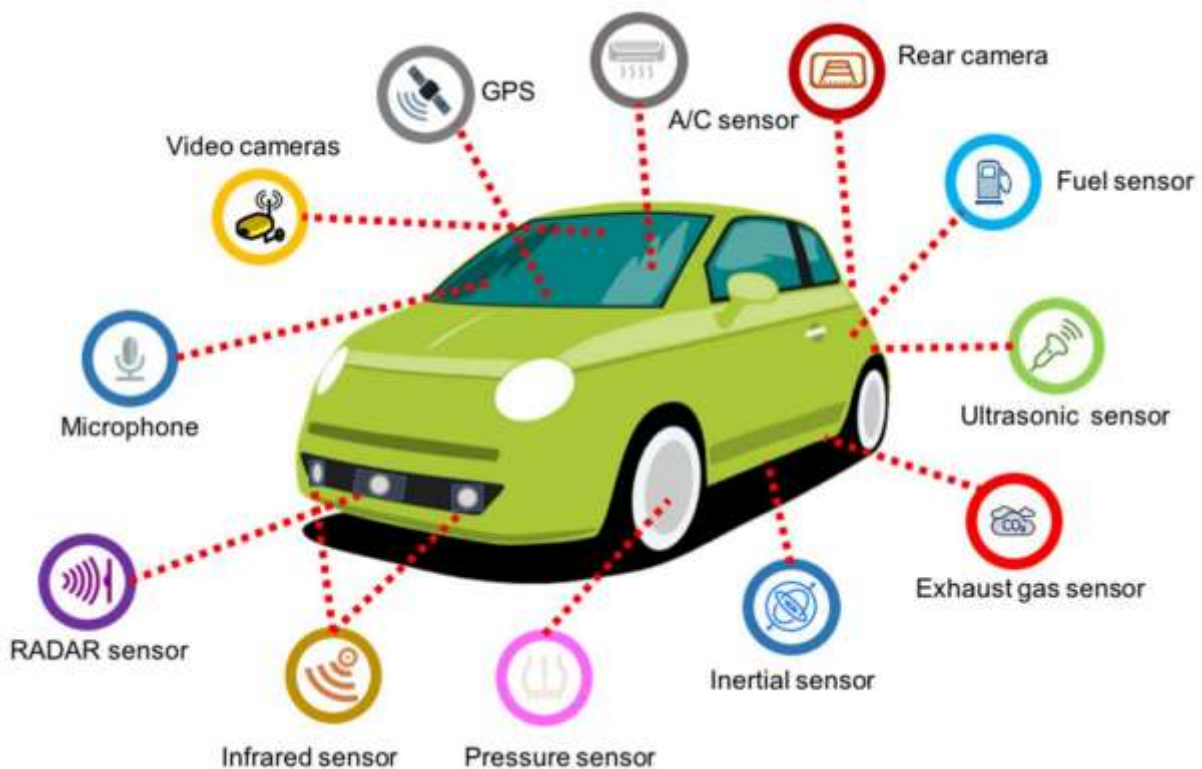 Rear camera
GPS
A/C sensor
Video cameras
Fuel sensor
Microphone
Ultrasonic sensor
CO₂
Exhaust gas sensor
RADAR sensor
Inertial sensor
Infrared sensor
Pressure sensor